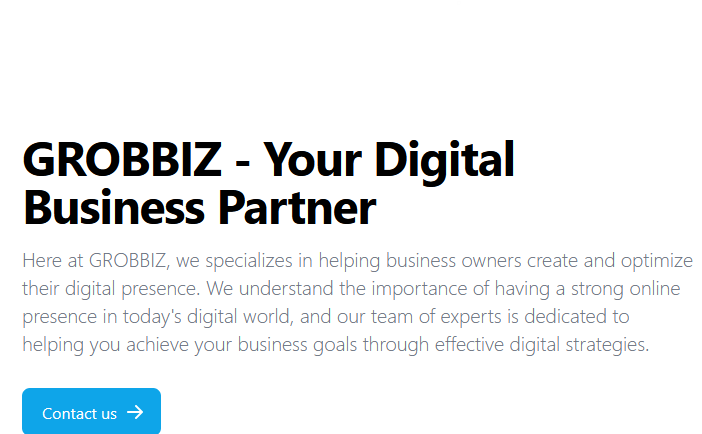 GROBBIZ - Your Digital
Business Partner
Here at GROBBIZ, we specializes in helping business owners create and optimize
their digital presence. We understand the importance of having a strong online
presence in today's digital world, and our team of experts is dedicated to
helping you achieve your business goals through effective digital strategies.
Contact us →